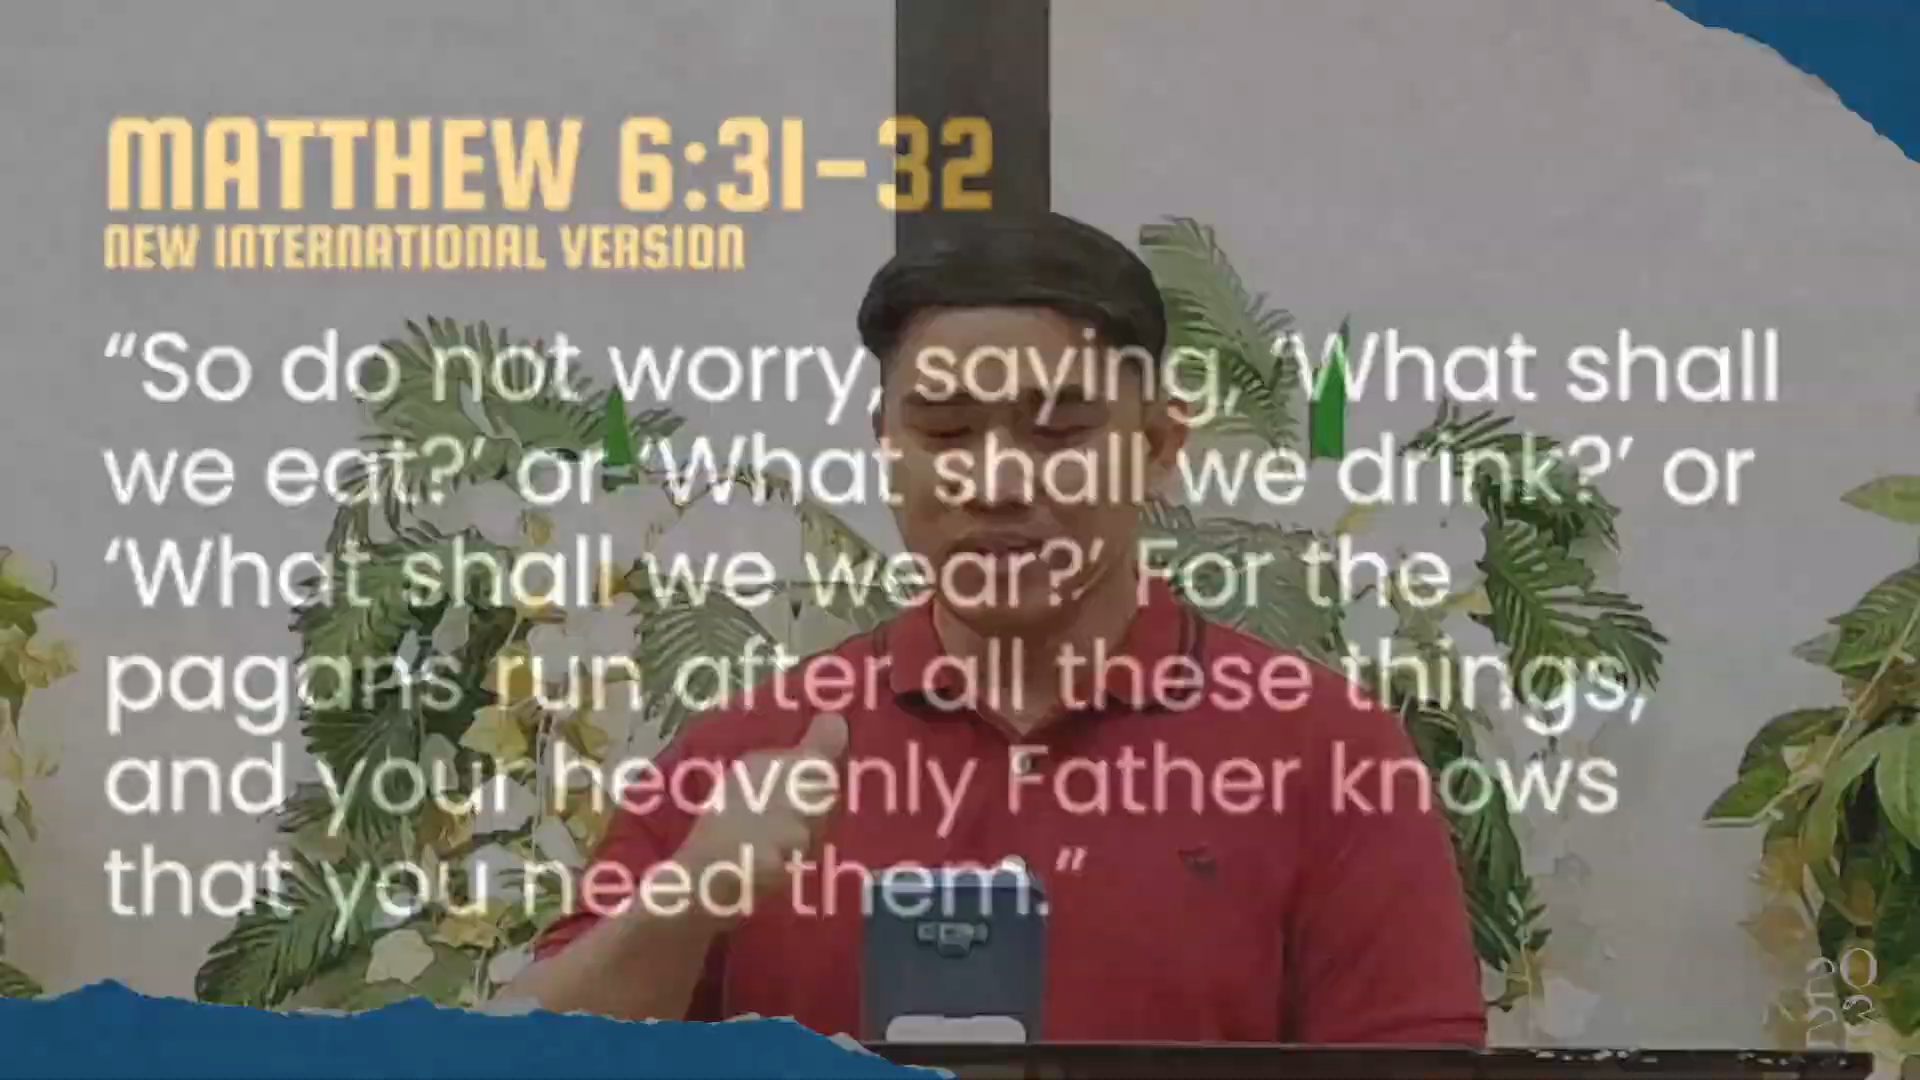 MATTHEW 6:31-32
NEW INTERNATIONAL VERSION
“So do not worry, saying, ‘What shall
we eat?’ or ‘What shall we drink?’ or
‘What shall we wear?’ For the
pagans run after all these things,
and your heavenly Father knows
that you need them.”